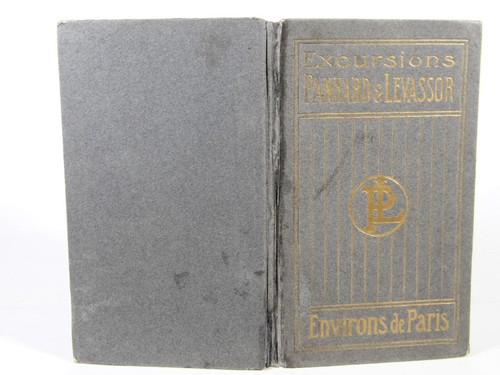 Excursions
PANHARD & LEVASSOR
PL
Environs de Paris